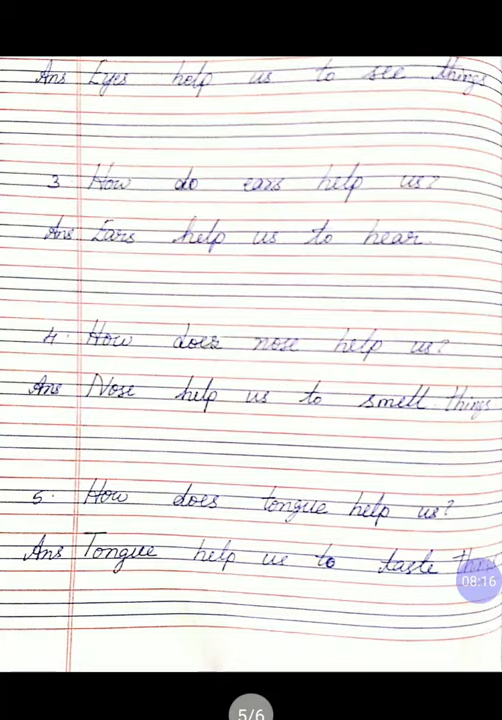 Ans Eyes help us to see things
3 How do ears help us?
Ans Ears help us to hear.
4. How does nose help us?
Ans Nose help us to smell things
5. How does tongue help us?
Ans Tongue help us to taste
08:16
5/6